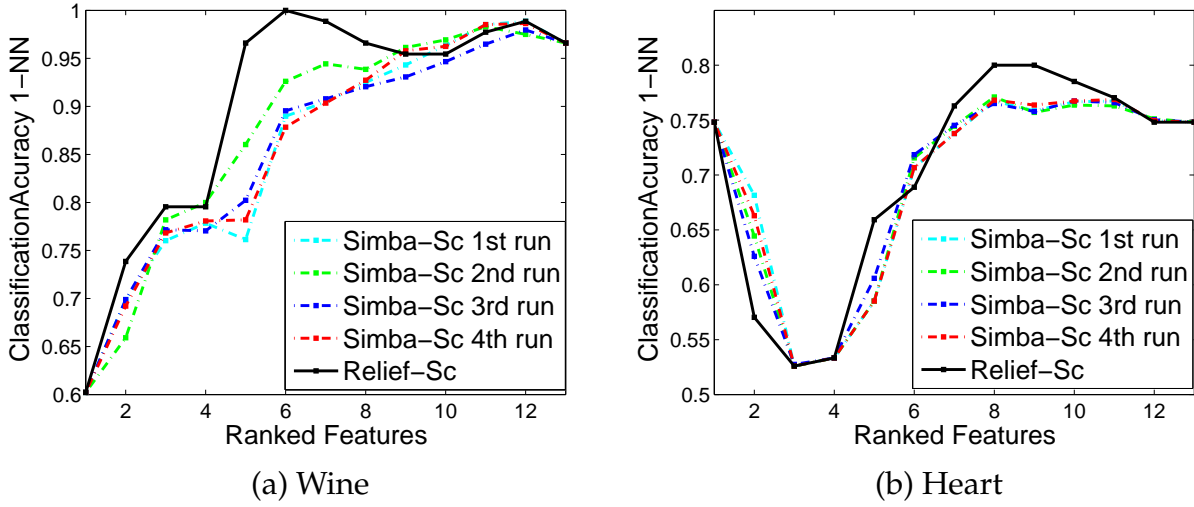 ClassificationAcuracy 1−NN
1
0.95
0.9
0.85
0.8
0.75
0.7
0.65
0.6
2 4 6 8 10 12
Ranked Features
Simba−Sc 1st run
Simba−Sc 2nd run
Simba−Sc 3rd run
Simba−Sc 4th run
Relief−Sc
(a) Wine
ClassificationAcuracy 1−NN
0.8
0.75
0.7
0.65
0.6
0.55
0.5
2 4 6 8 10 12
Ranked Features
Simba−Sc 1st run
Simba−Sc 2nd run
Simba−Sc 3rd run
Simba−Sc 4th run
Relief−Sc
(b) Heart